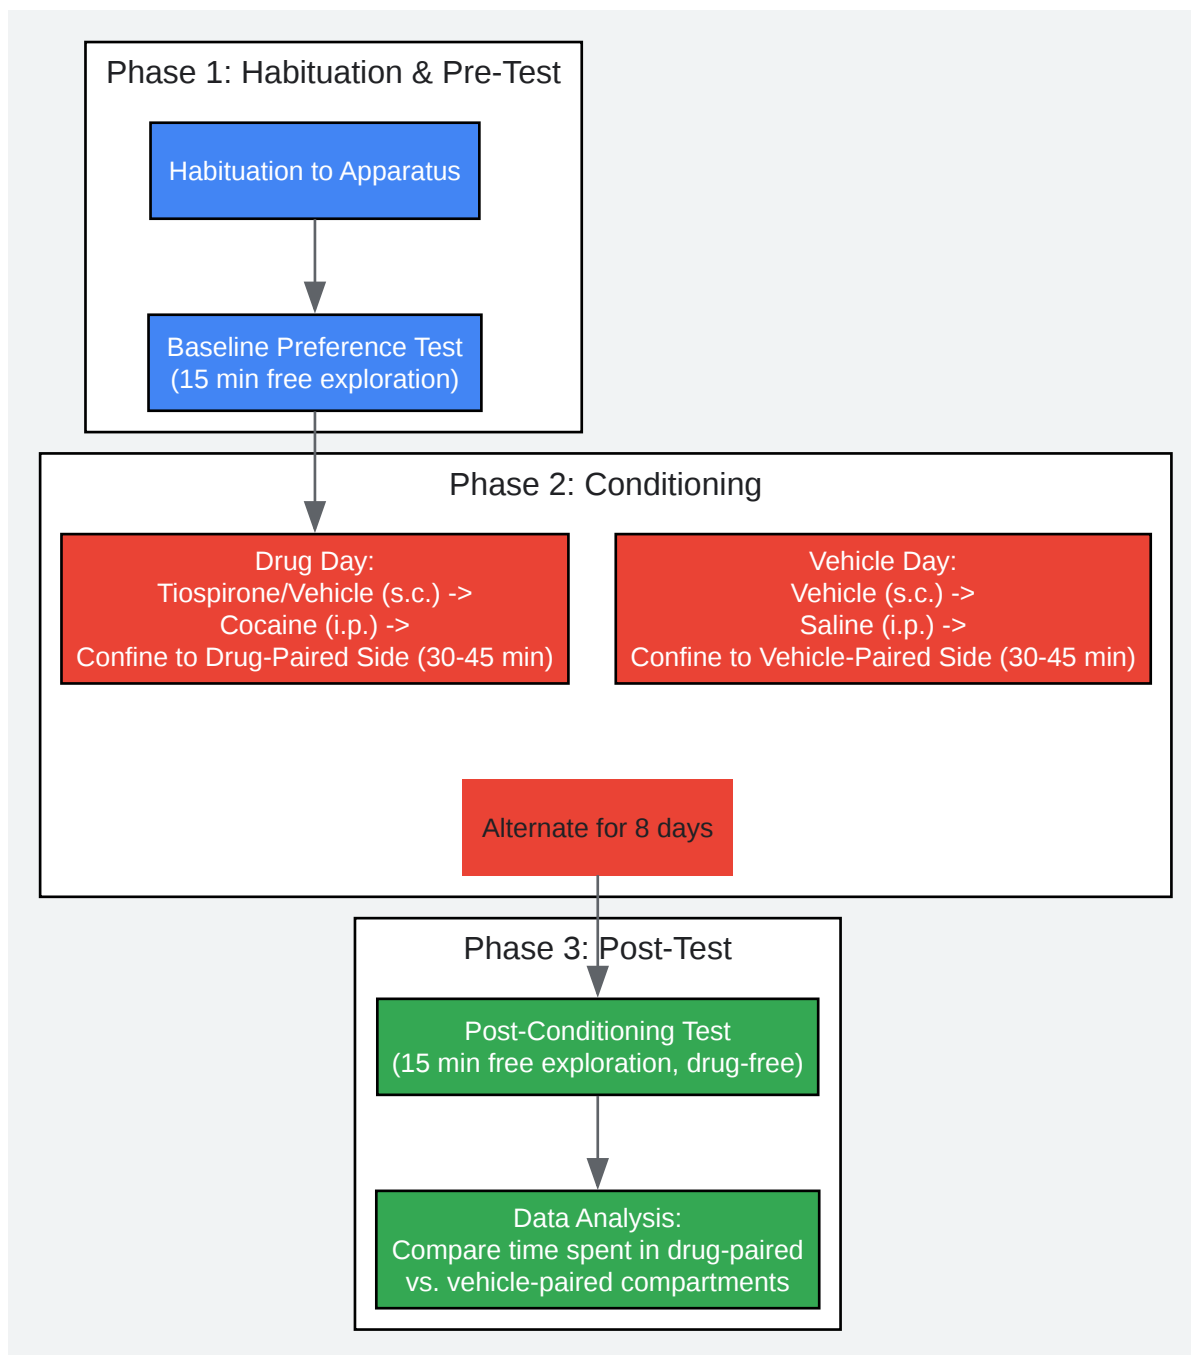 Phase 1: Habituation & Pre-Test
Habituation to Apparatus
Baseline Preference Test
(15 min free exploration)
Phase 2: Conditioning
Drug Day:
Tiospirone/Vehicle (s.c.) ->
Cocaine (i.p.) ->
Confine to Drug-Paired Side (30-45 min)
Vehicle Day:
Vehicle (s.c.) ->
Saline (i.p.) ->
Confine to Vehicle-Paired Side (30-45 min)
Alternate for 8 days
Phase 3: Post-Test
Post-Conditioning Test
(15 min free exploration, drug-free)
Data Analysis:
Compare time spent in drug-paired
vs. vehicle-paired compartments